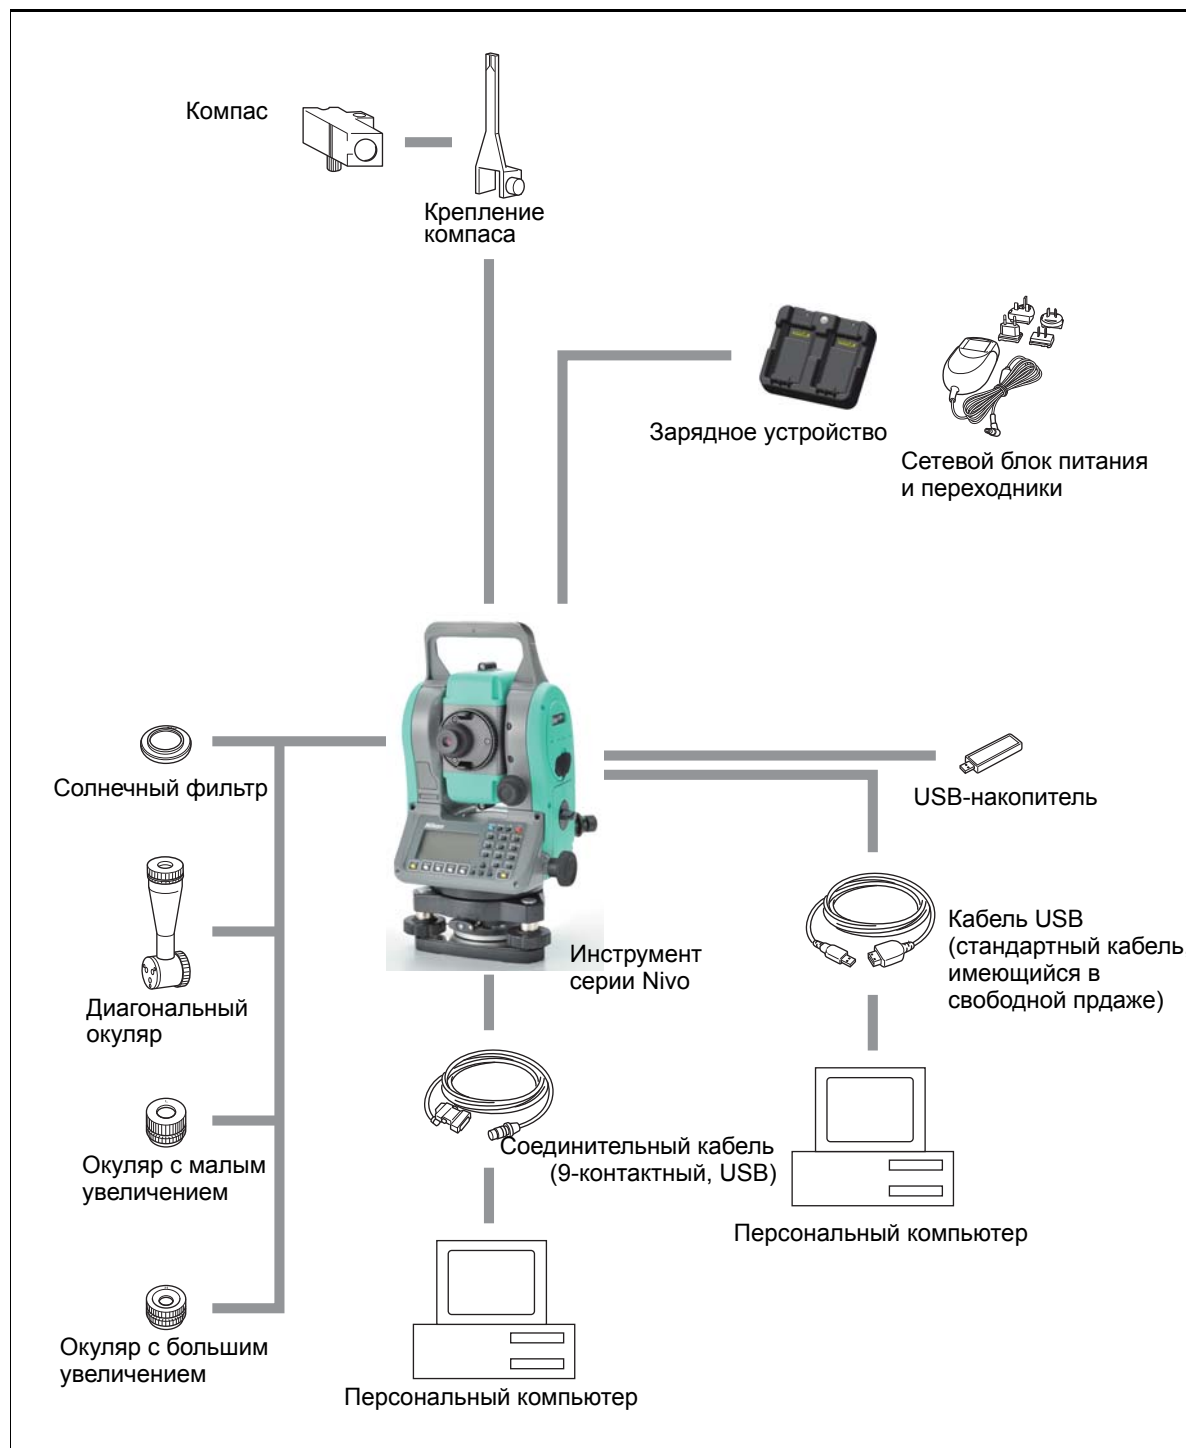 Компас
Крепление
компаса
Зарядное устройство
Сетевой блок питания
и переходники
Солнечный фильтр
USB-накопитель
Диагональный
окуляр
Инструмент
серии Nivo
Кабель USB
(стандартный кабель
имеющийся в
свободной прдаже)
Окуляр с малым
увеличением
Соединительный кабель
(9-контактный, USB)
Персональный компьютер
Окуляр с большим
увеличением
Персональный компьютер
Nikon